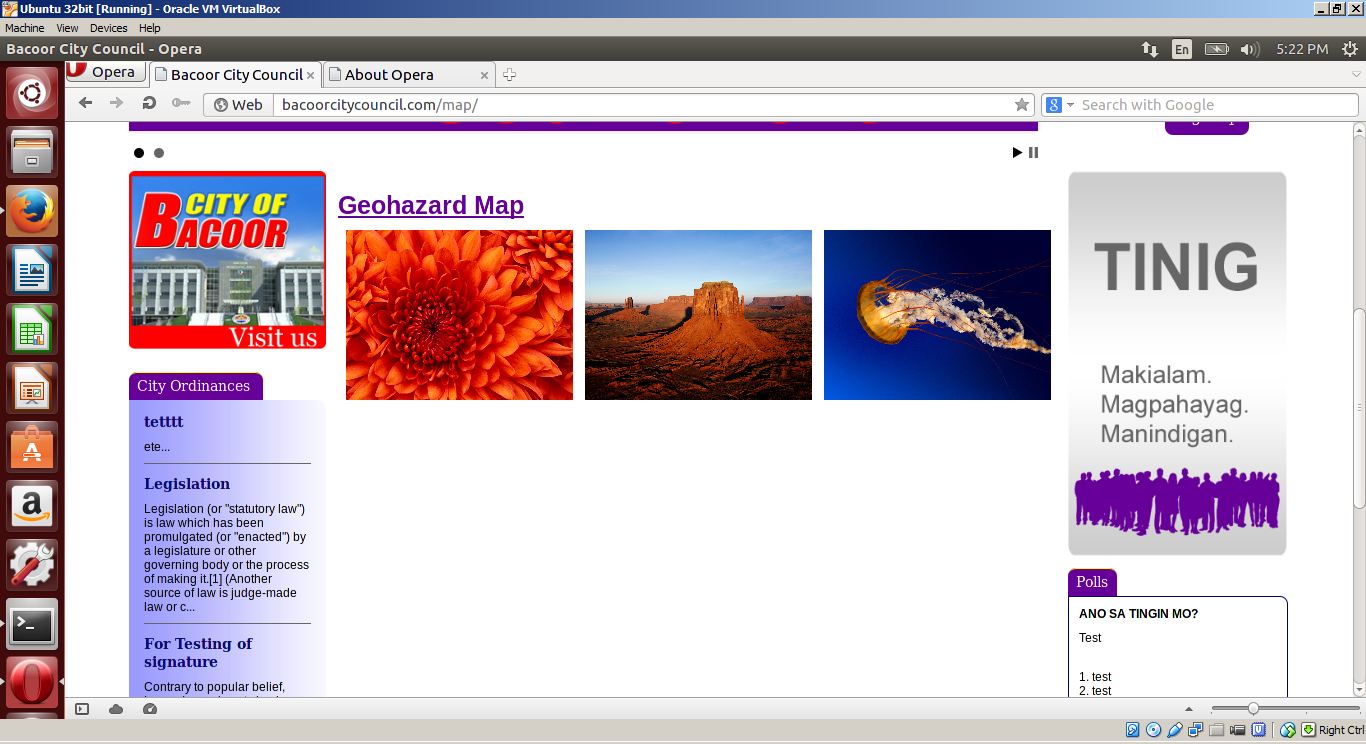 Ubuntu 32bit [Running] - Oracle VM VirtualBox
Machine View Devices Help
Bacoor City Council - Opera
En
5:22 PM
Opera
Bacoor City Council
About Opera
Web
bacoorcitycouncil.com/map/
Search with Google
CITY OF
BACOOR
Visit us
Geohazard Map
City Ordinances
tetttt
ete...
Legislation
Legislation (or "statutory law")
is law which has been
promulgated (or "enacted") by
a legislature or other
governing body or the process
of making it.[1] (Another
source of law is judge-made
law or c...
For Testing of
signature
Contrary to popular belief,
TINIG
Makialam.
Magpahayag.
Manindigan.
Polls
ANO SA TINGIN MO?
Test
1. test
2. test
Right Ctrl